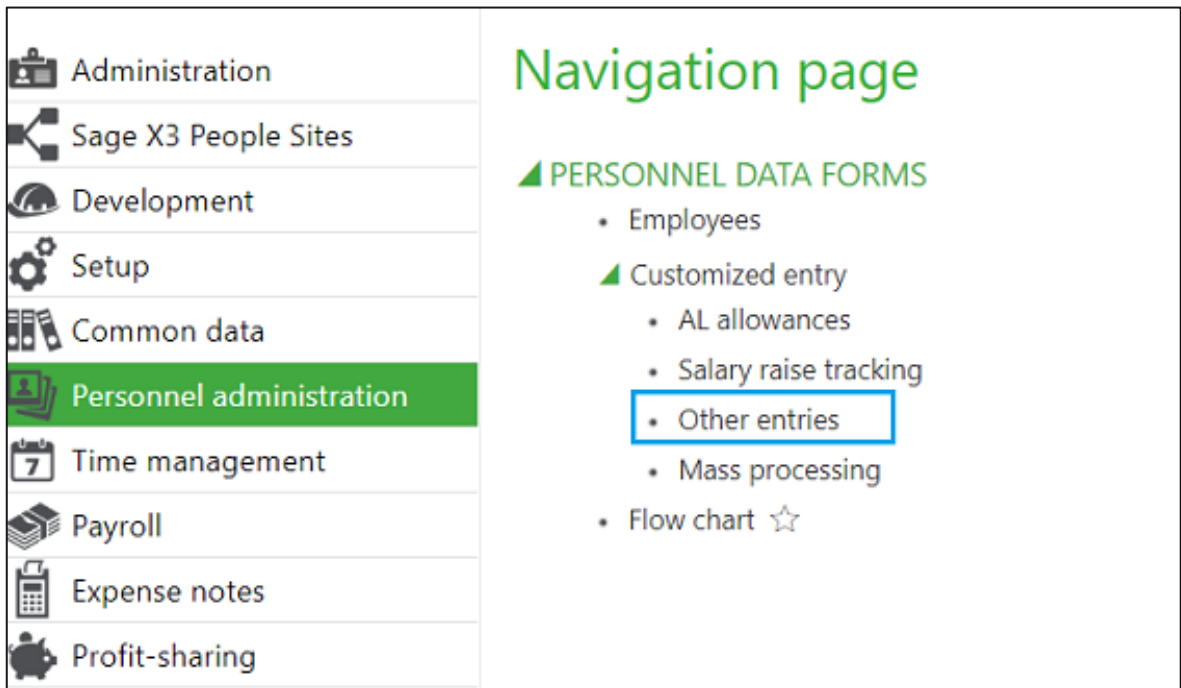 Administration
Sage X3 People Sites
Development
Setup
Common data
Personnel administration
7
Time management
Payroll
Expense notes
Profit-sharing
Navigation page
PERSONNEL DATA FORMS
• Employees
Customized entry
• AL allowances
• Salary raise tracking
• Other entries
• Mass processing
• Flow chart ☆